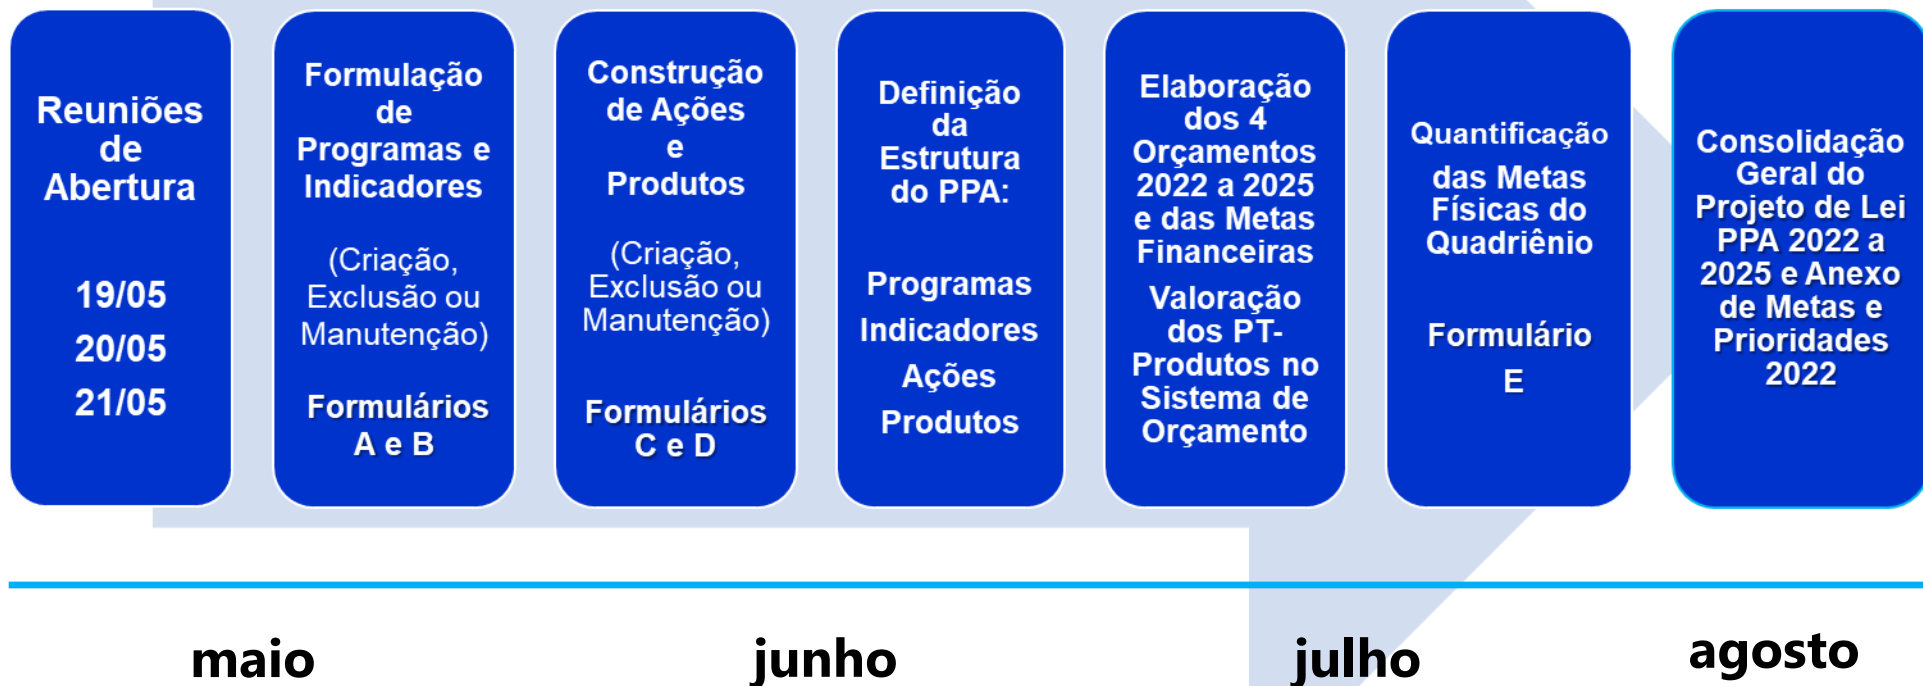 Reuniões
de
Abertura
19/05
20/05
21/05
Formulação
de
Programas e
Indicadores
(Criação,
Exclusão ou
Manutenção)
Formulários
A e B
Construção
de Ações
e
Produtos
(Criação,
Exclusão ou
Manutenção)
Formulários
C e D
Definição
da
Estrutura
do PPA:
Programas
Indicadores
Ações
Produtos
Elaboração
dos 4
Orçamentos
2022 a 2025
e das Metas
Financeiras
Valoração
dos PT-
Produtos no
Sistema de
Orçamento
Quantificação
das Metas
Físicas do
Quadriênio
Formulário
E
Consolidação
Geral do
Projeto de Lei
PPA 2022 a
2025 e Anexo
de Metas e
Prioridades
2022
maio
junho
julho
agosto